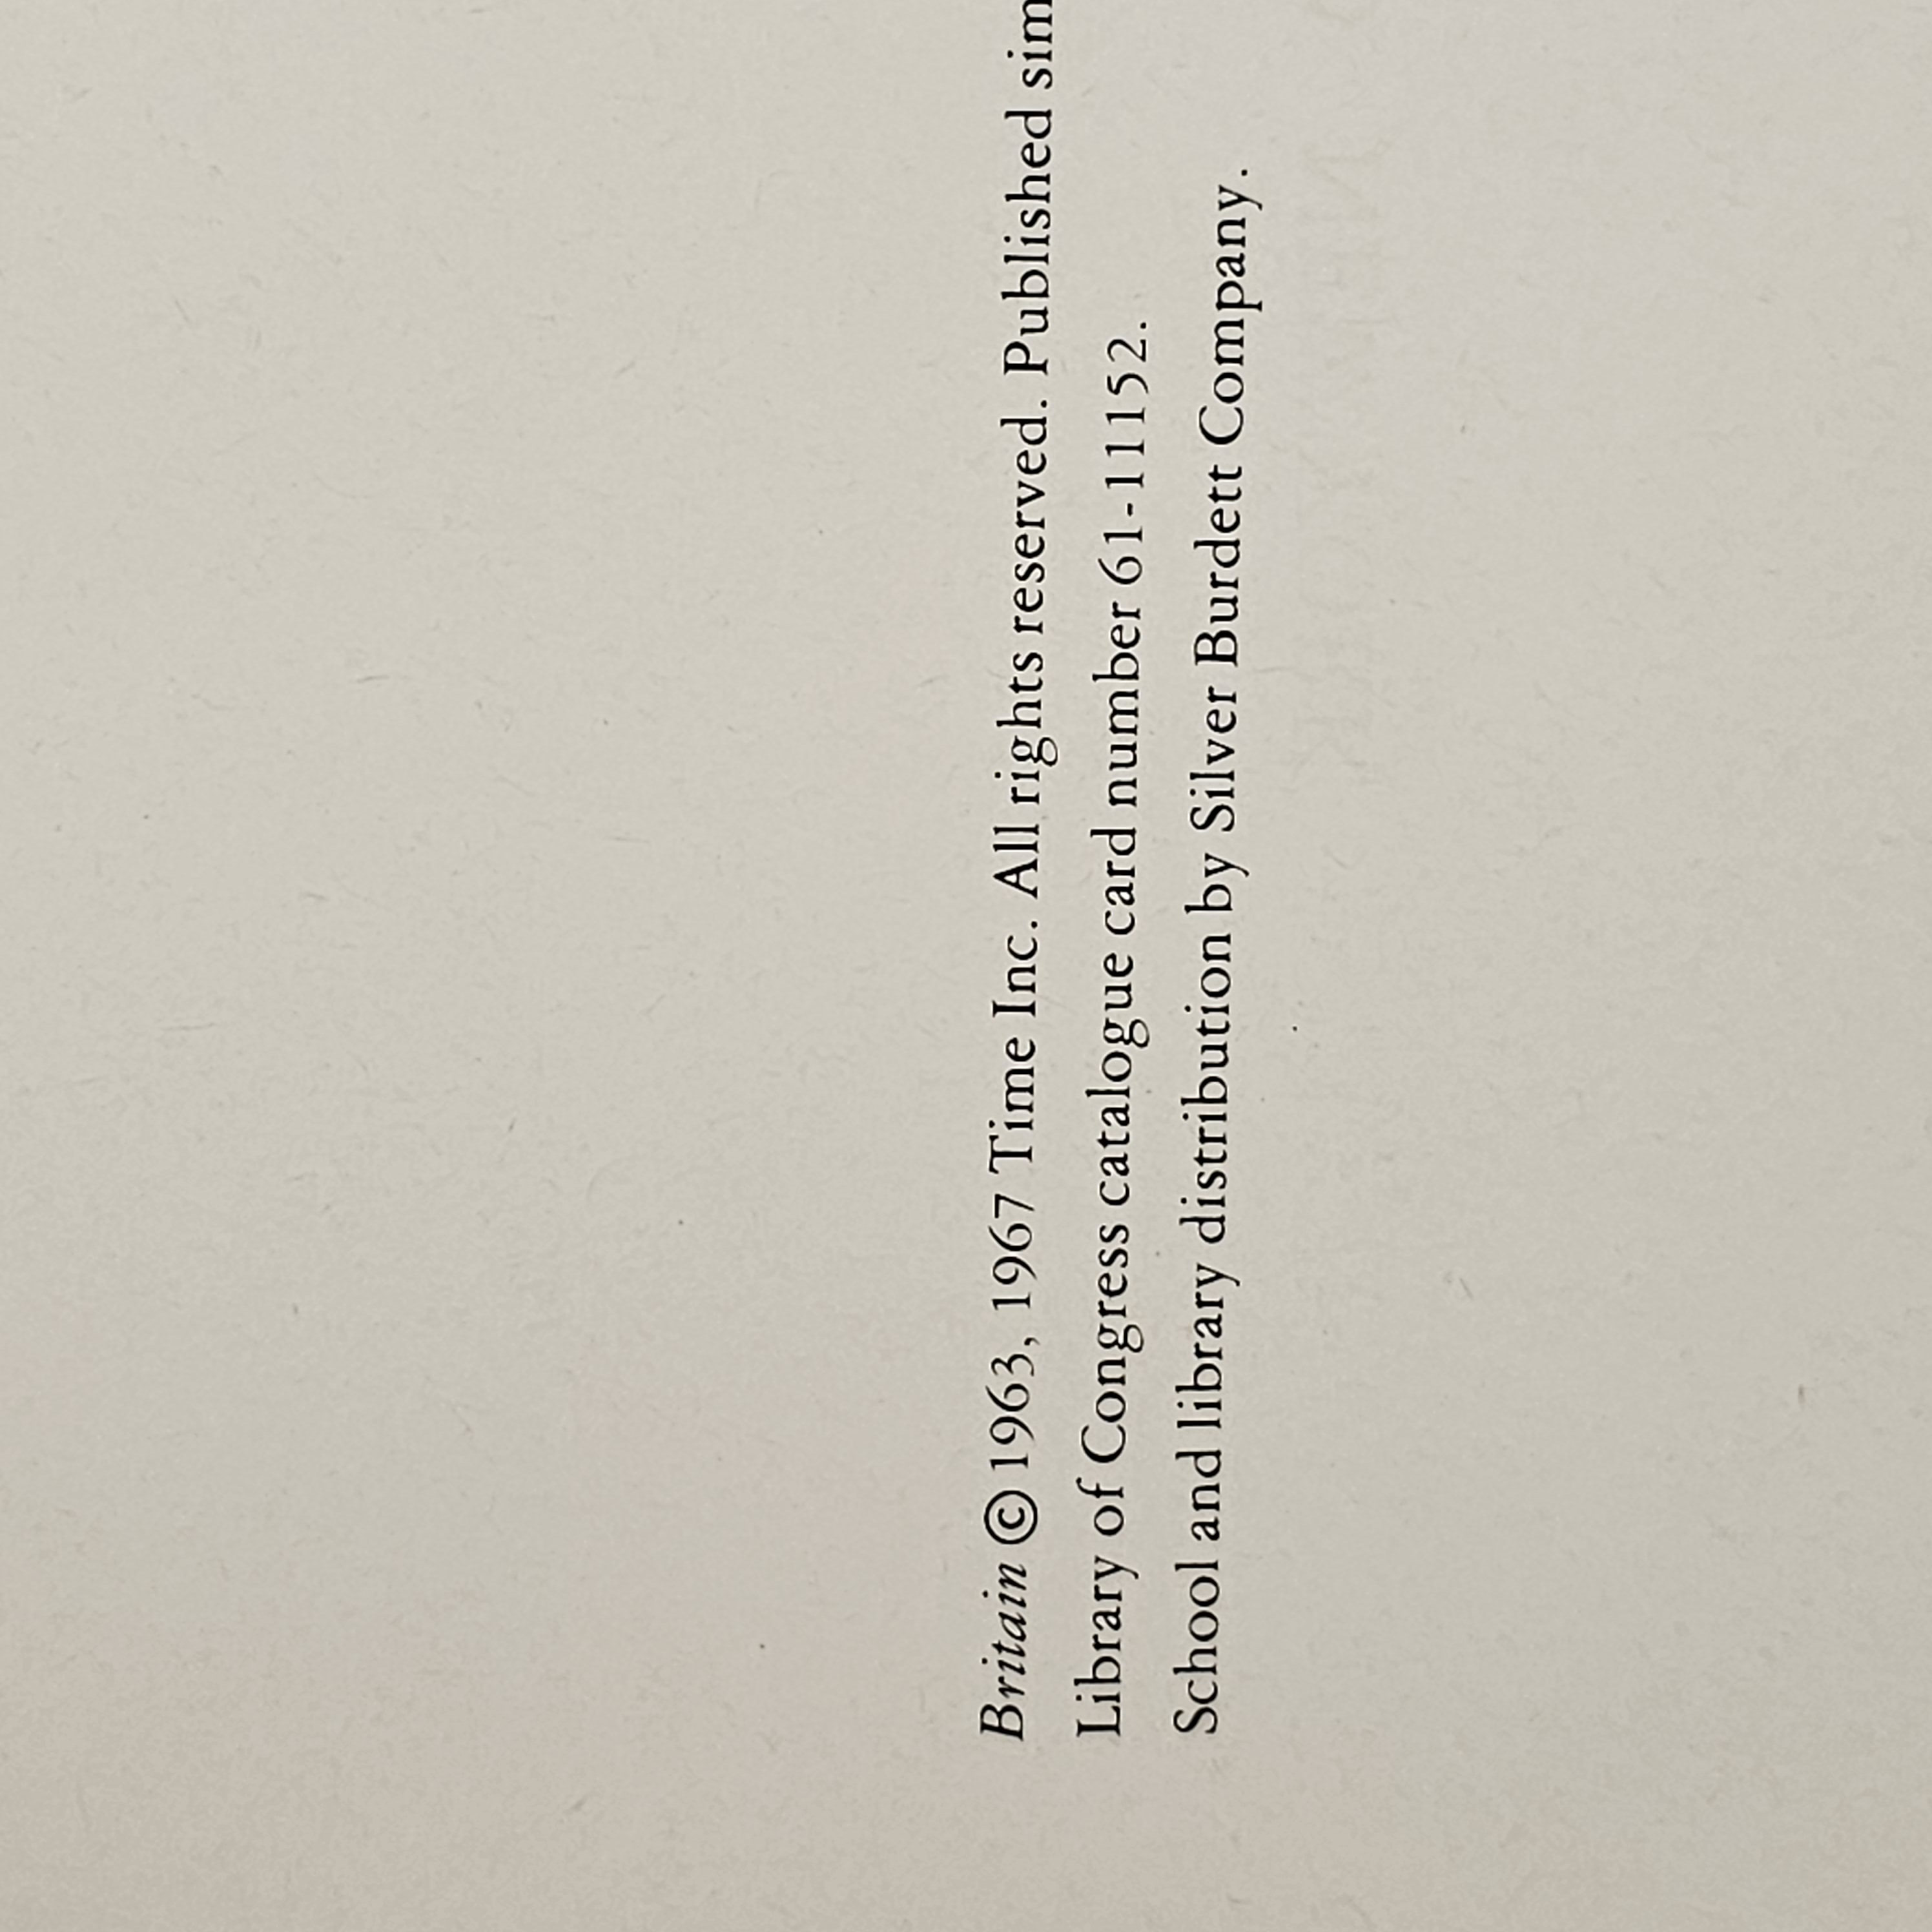 Britain © 1963, 1967 Time Inc. All rights reserved. Published sim
Library of Congress catalogue card number 61-11152.
School and library distribution by Silver Burdett Company.